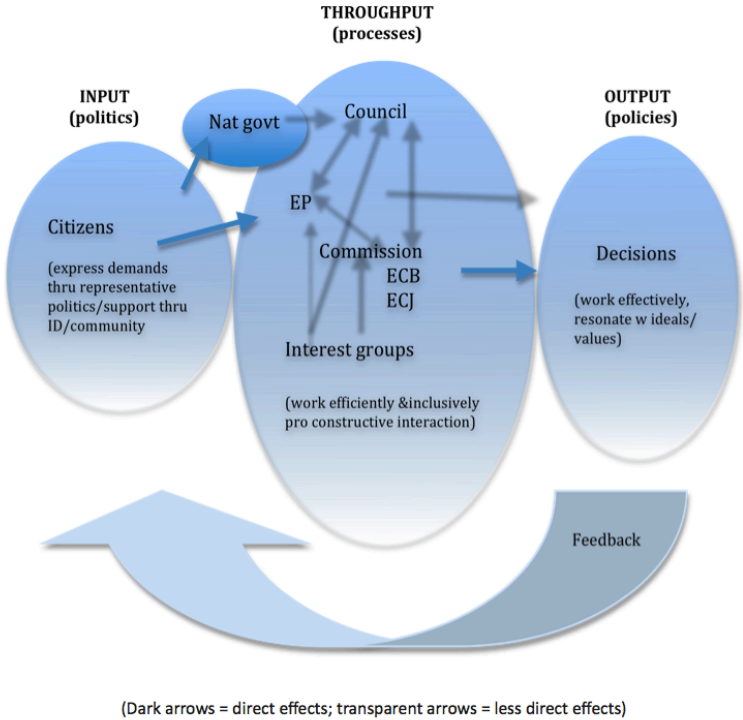 THROUGHPUT
(processes)
INPUT
(politics)
OUTPUT
(policies)
Nat govt
Council
EP
Citizens
(express demands
thru representative
politics/support thru
ID/community
Commission
ECB
ECJ
Interest groups
(work efficiently &inclusively
pro constructive interaction)
Decisions
(work effectively,
resonate w ideals/
values)
Feedback
(Dark arrows = direct effects; transparent arrows = less direct effects)